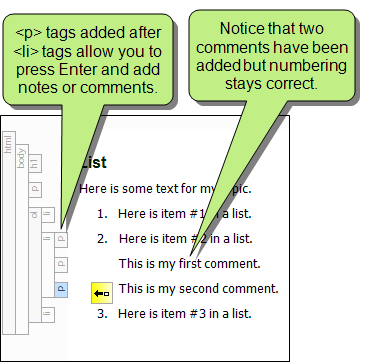 <p> tags added after
<li> tags allow you to
press Enter and add
notes or comments.
Notice that two
comments have been
added but numbering
stays correct.
html
body
h1
p
ol
li
li
p
p
p
li
List
Here is some text for my topic.
1. Here is item #1 in a list.
2. Here is item #2 in a list.
This is my first comment.
This is my second comment.
3. Here is item #3 in a list.